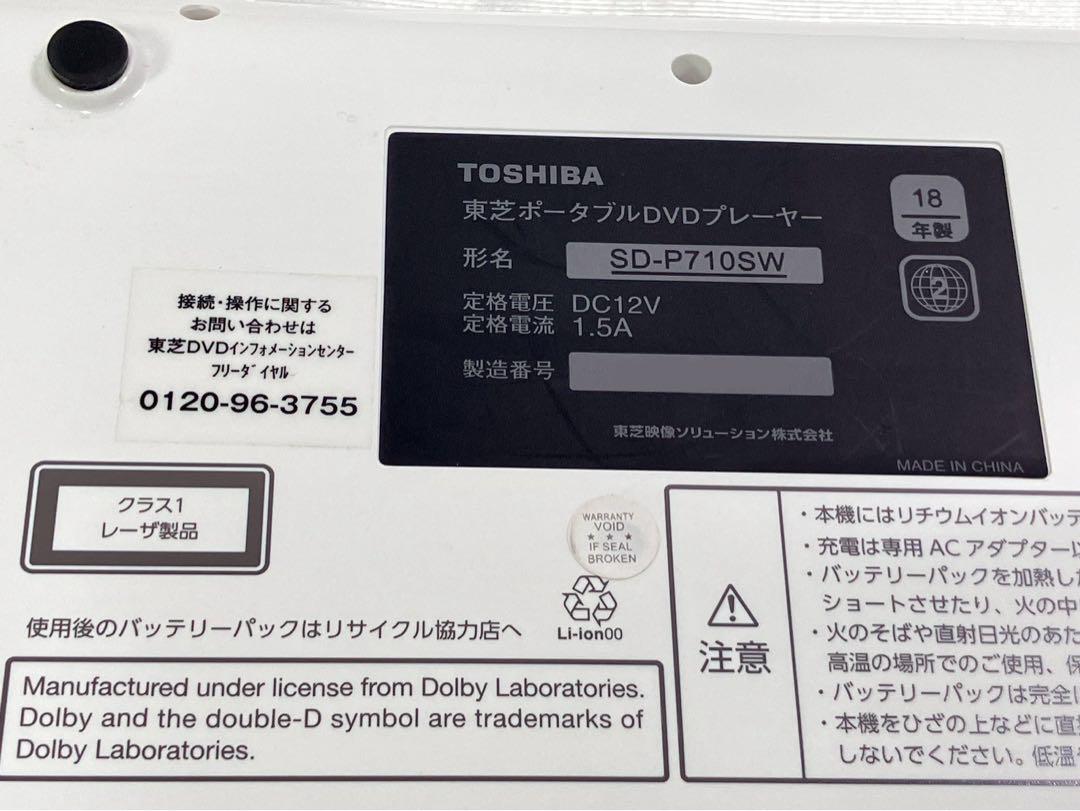 TOSHIBA
東芝ポータブルDVDプレーヤー
18
年製
形名 SD-P710SW
2
定格電圧 DC12V
定格電流 1.5A
製造番号
東芝映像ソリューション株式会社
MADE IN CHINA
接続・操作に関する
お問い合わせは
東芝DVDインフォメーションセンター
フリーダイヤル
0120-96-3755
クラス1
レーザ製品
WARRANTY
VOID
★ ★ ★
IF SEAL
BROKEN
使用後のバッテリーパックはリサイクル協力店へ
Li-ion00
Manufactured under license from Dolby Laboratories.
Dolby and the double-D symbol are trademarks of
Dolby Laboratories.
注意
・本機にはリチウムイオンバッテ
・充電は専用 AC アダプター以
・バッテリーパックを加熱した
ショートさせたり、火の中
・火のそばや直射日光のあた
高温の場所でのご使用、保
・バッテリーパックは完全に
・本機をひざの上などに直接
しないでください。低温や